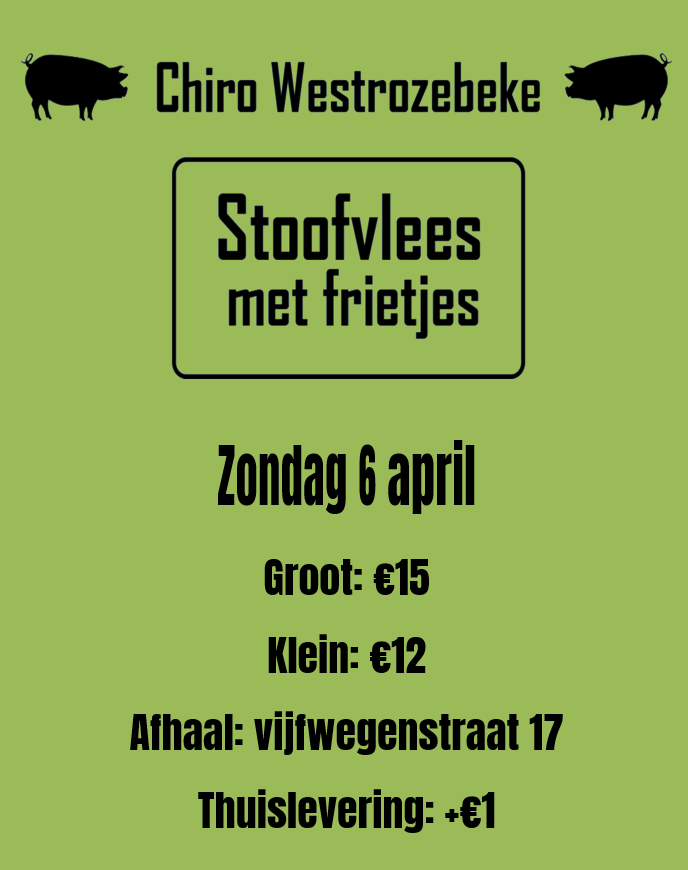 Chiro Westrozebeke
Stoofvlees
met frietjes
Zondag 6 april
Groot: €15
Klein: €12
Afhaal: vijfwegenstraat 17
Thuislevering: +€1